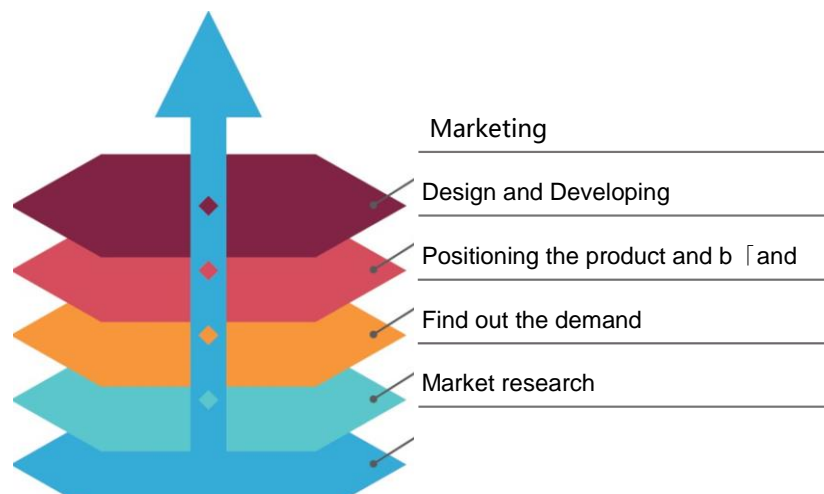 Marketing
Design and Developing
Positioning the product and b「and
Find out the demand
Market research